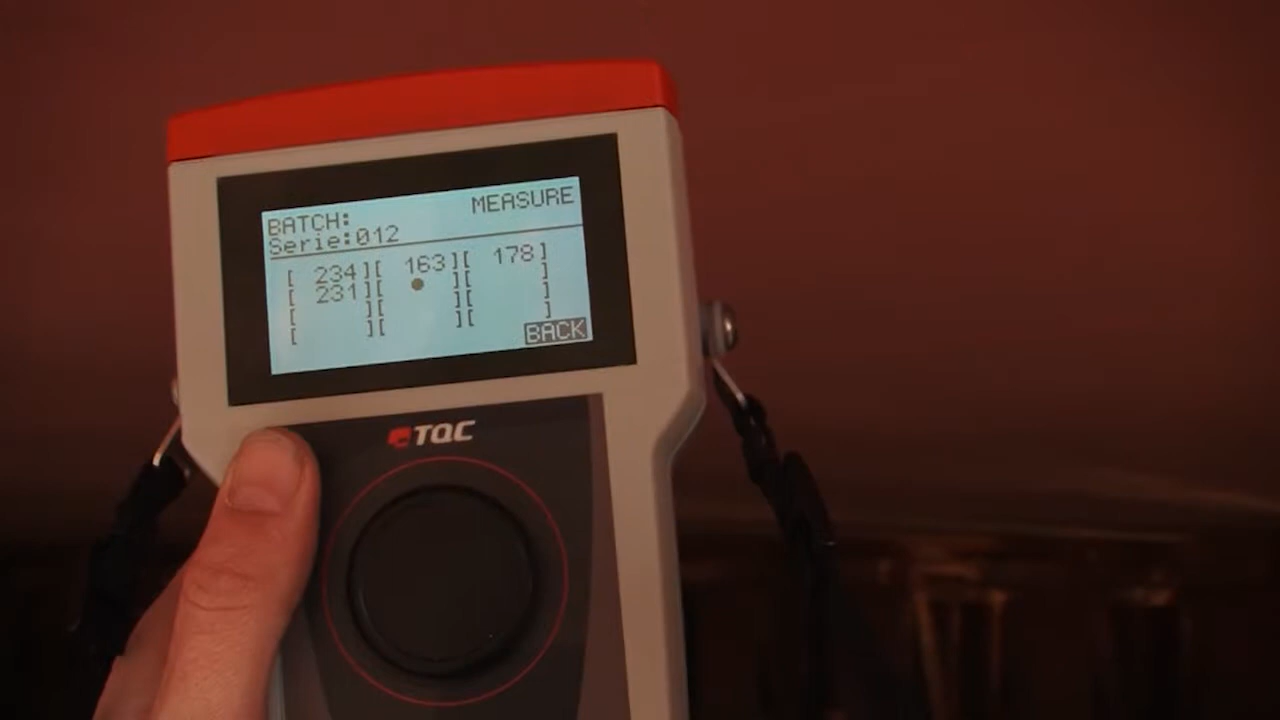 MEASURE
BATCH:
Serie:012
[ 234][ 163][ 178]
[ 231][ ● ][ ]
[ ][ ][ ]
[ ][ ][ ]
BACK
TQC